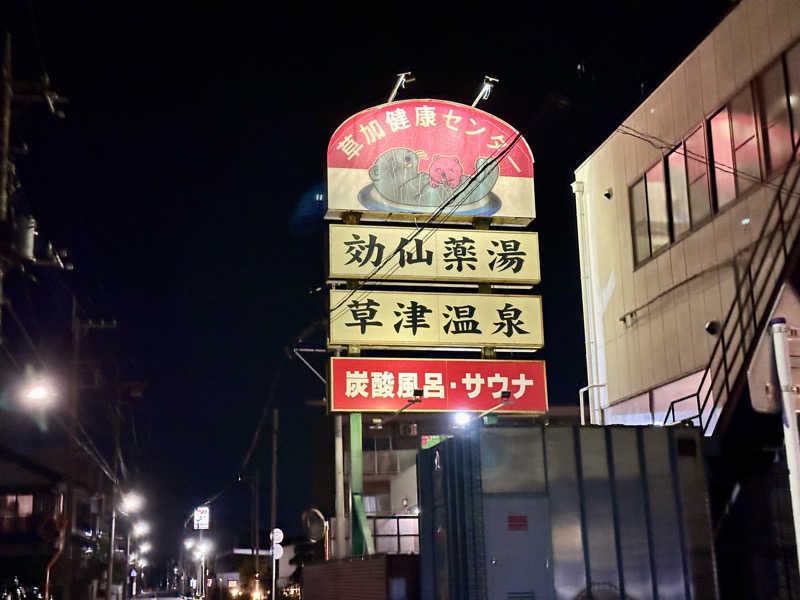 草加健康センター
効仙薬湯
草津温泉
炭酸風呂・サウナ